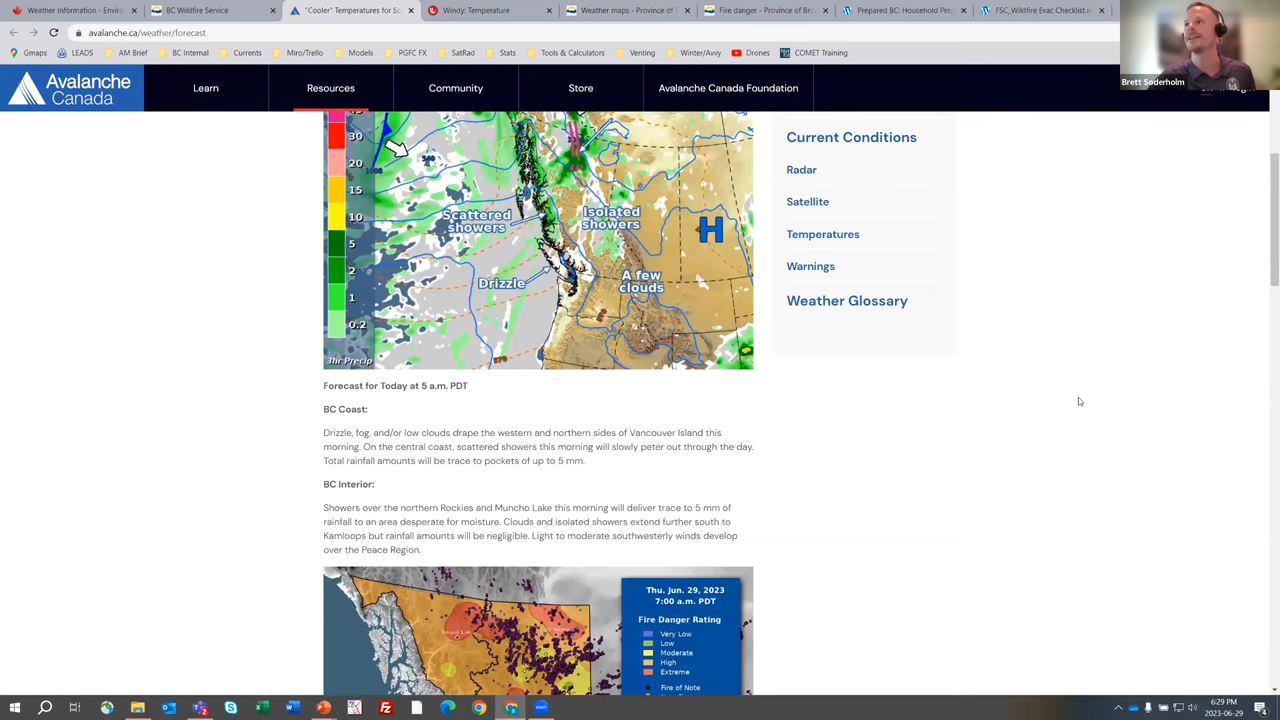 Weather Information - Enviro
BC Wildfire Service
"Cooler" Temperatures for So
Windy: Temperature
Weather maps - Province of B
Fire danger - Province of Brit
Prepared BC: Household Prep
FSC_Wildfire Evac Checklist.in
avalanche.ca/weather/forecast
Gmaps
LEADS
AM Brief
BC Internal
Currents
Miro/Trello
Models
PGFC FX
SatRad
Stats
Tools & Calculators
Venting
Winter/Avvy
Drones
COMET Training
Brett Soderholm
Avalanche Canada
Learn
Resources
Community
Store
Avalanche Canada Foundation
30
20
15
10
5
2
1
0.2
3hr Precip
540
1008
Scattered showers
Isolated showers
H
Drizzle
A few clouds
Current Conditions
Radar
Satellite
Temperatures
Warnings
Weather Glossary
Forecast for Today at 5 a.m. PDT
BC Coast:
Drizzle, fog, and/or low clouds drape the western and northern sides of Vancouver Island this
morning. On the central coast, scattered showers this morning will slowly peter out through the day.
Total rainfall amounts will be trace to pockets of up to 5 mm.
BC Interior:
Showers over the northern Rockies and Muncho Lake this morning will deliver trace to 5 mm of
rainfall to an area desperate for moisture. Clouds and isolated showers extend further south to
Kamloops but rainfall amounts will be negligible. Light to moderate southwesterly winds develop
over the Peace Region.
Thu. Jun. 29, 2023
7:00 a.m. PDT
Fire Danger Rating
Very Low
Low
Moderate
High
Extreme
Fire of Note
6:29 PM
2023-06-29
4